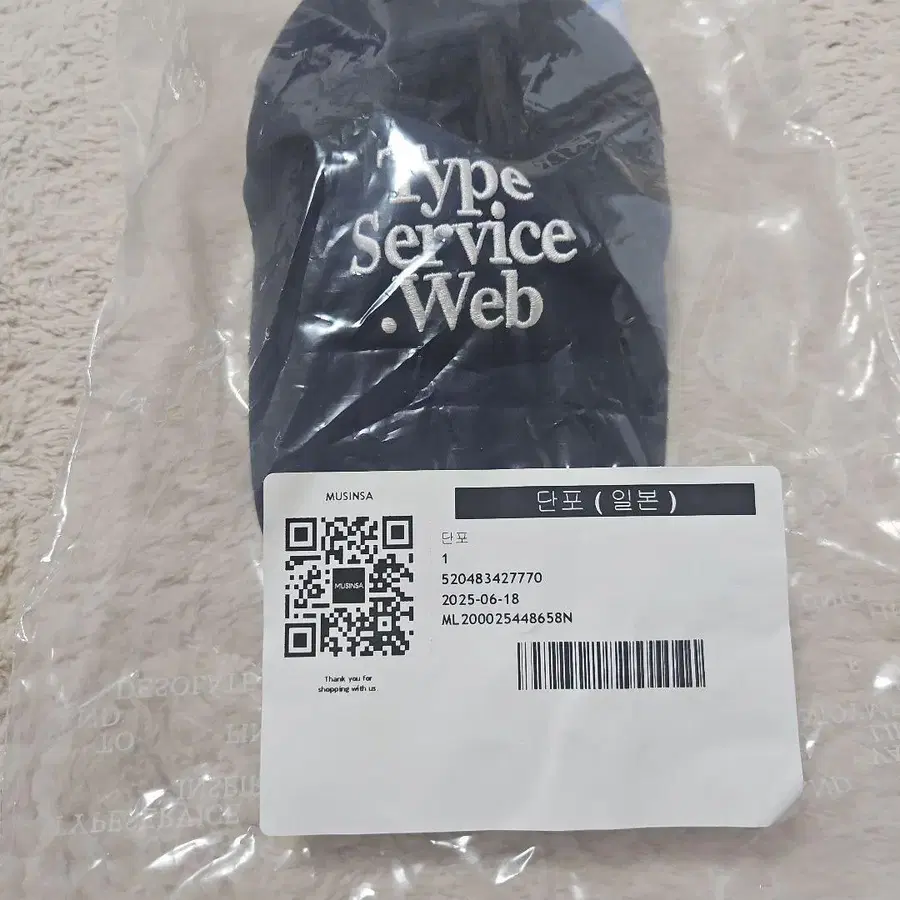 Type
Service
.Web
MUSINSA
단포 ( 일본 )
단포
1
520483427770
2025-06-18
ML200025448658N
MUSINSA
Thank you for
shopping with us.
TYPESERVICE